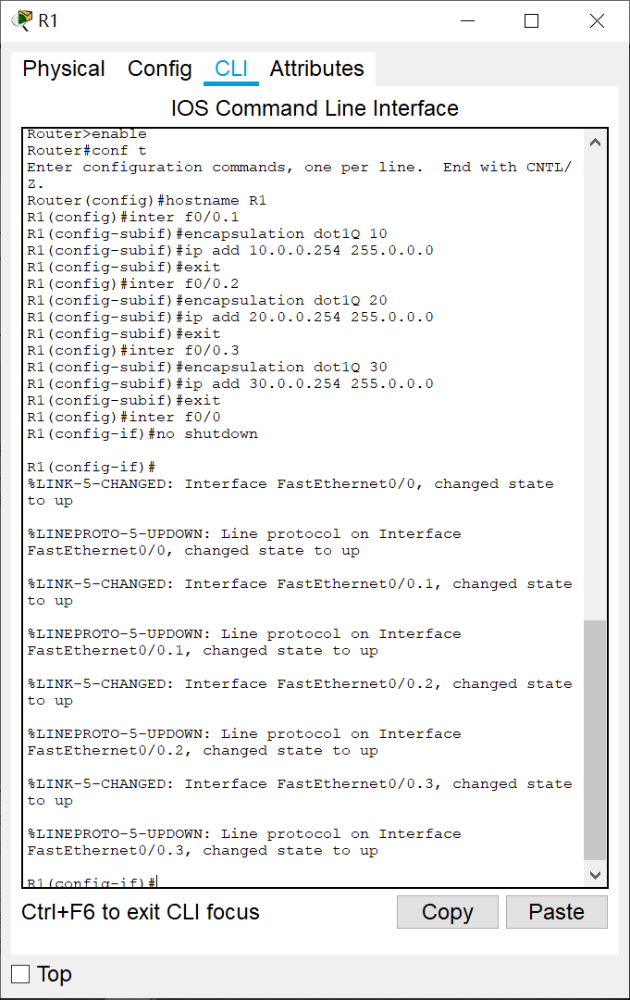 R1
Physical Config CLI Attributes
IOS Command Line Interface
Router>enable
Router#conf t
Enter configuration commands, one per line.  End with CNTL/
Z.
Router(config)#hostname R1
R1(config)#inter f0/0.1
R1(config-subif)#encapsulation dot1Q 10
R1(config-subif)#ip add 10.0.0.254 255.0.0.0
R1(config-subif)#exit
R1(config)#inter f0/0.2
R1(config-subif)#encapsulation dot1Q 20
R1(config-subif)#ip add 20.0.0.254 255.0.0.0
R1(config-subif)#exit
R1(config)#inter f0/0.3
R1(config-subif)#encapsulation dot1Q 30
R1(config-subif)#ip add 30.0.0.254 255.0.0.0
R1(config-subif)#exit
R1(config)#inter f0/0
R1(config-if)#no shutdown
R1(config-if)#
%LINK-5-CHANGED: Interface FastEthernet0/0, changed state
to up
%LINEPROTO-5-UPDOWN: Line protocol on Interface
FastEthernet0/0, changed state to up
%LINK-5-CHANGED: Interface FastEthernet0/0.1, changed state
to up
%LINEPROTO-5-UPDOWN: Line protocol on Interface
FastEthernet0/0.1, changed state to up
%LINK-5-CHANGED: Interface FastEthernet0/0.2, changed state
to up
%LINEPROTO-5-UPDOWN: Line protocol on Interface
FastEthernet0/0.2, changed state to up
%LINK-5-CHANGED: Interface FastEthernet0/0.3, changed state
to up
%LINEPROTO-5-UPDOWN: Line protocol on Interface
FastEthernet0/0.3, changed state to up
R1(config-if)#
Ctrl+F6 to exit CLI focus
Copy Paste
Top